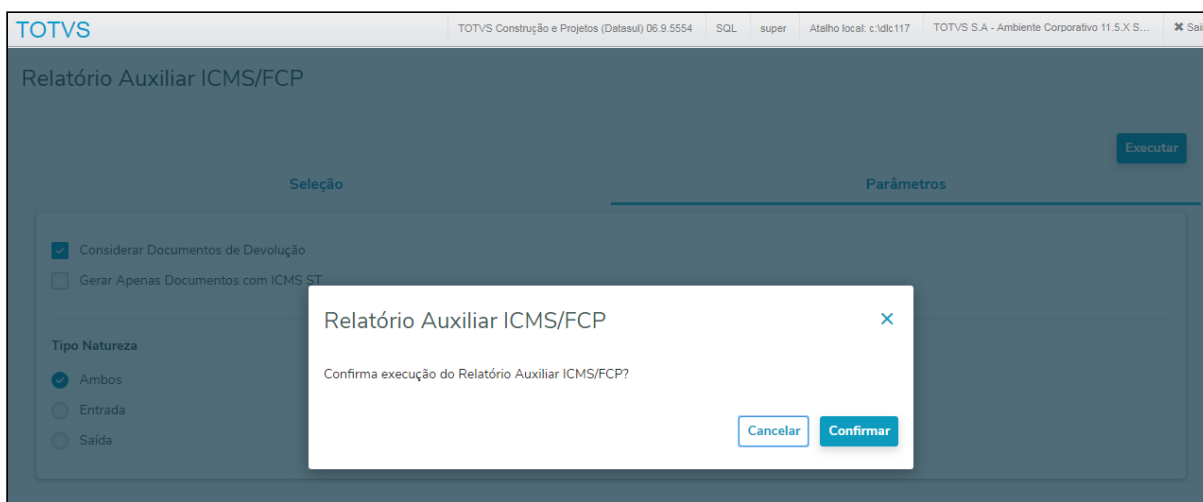 TOTVS
TOTVS Construção e Projetos (Datasul) 06.9.5554 SQL super Atalho local: c:\dlc117 TOTVS S.A - Ambiente Corporativo 11.5.X S... ✖ Sai
Relatório Auxiliar ICMS/FCP
Executar
Seleção Parâmetros
Considerar Documentos de Devolução
Gerar Apenas Documentos com ICMS ST
Tipo Natureza
Ambos
Entrada
Saída
Relatório Auxiliar ICMS/FCP ×
Confirma execução do Relatório Auxiliar ICMS/FCP?
Cancelar Confirmar